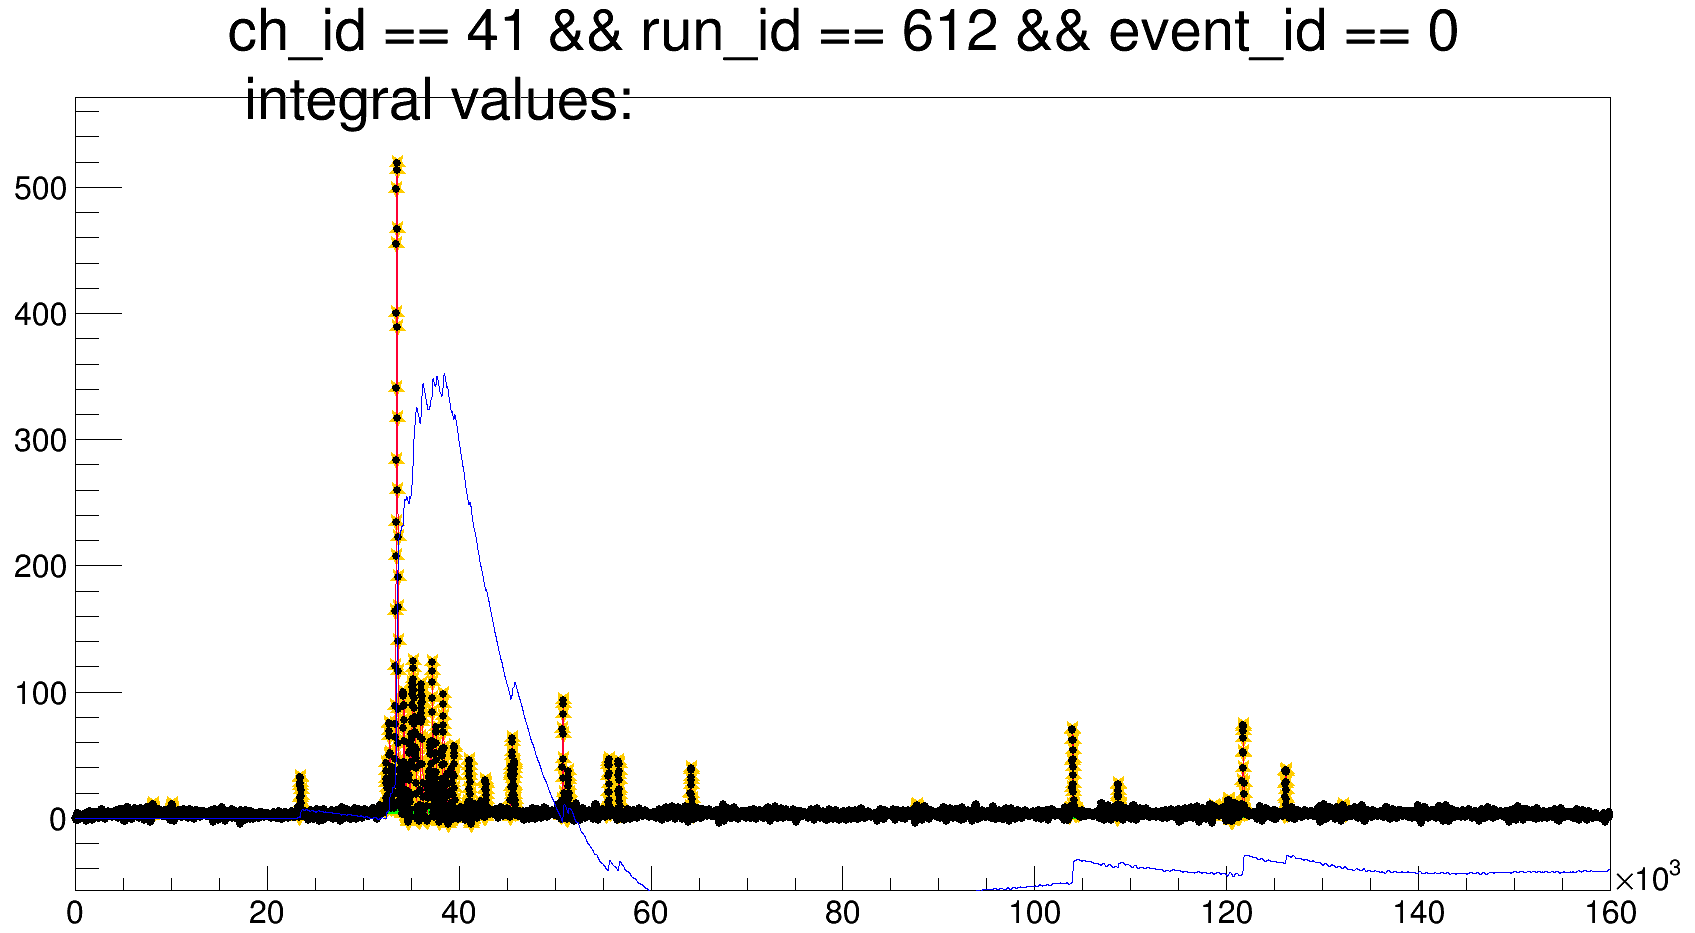 ch_id == 41 && run_id == 612 && event_id == 0
integral values:
500
400
300
200
100
0
×10³
0 20 40 60 80 100 120 140 160